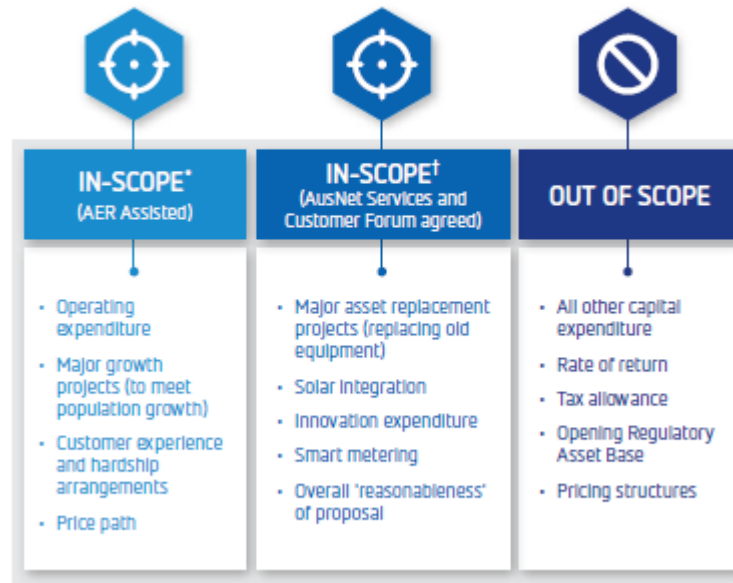 IN-SCOPE*
(AER Assisted)
• Operating
expenditure
• Major growth
projects (to meet
population growth)
• Customer experience
and hardship
arrangements
• Price path
IN-SCOPE†
(AusNet Services and
Customer Forum agreed)
• Major asset replacement
projects (replacing old
equipment)
• Solar integration
• Innovation expenditure
• Smart metering
• Overall "reasonableness"
of proposal
OUT OF SCOPE
• All other capital
expenditure
• Rate of return
• Tax allowance
• Opening Regulatory
Asset Base
• Pricing structures